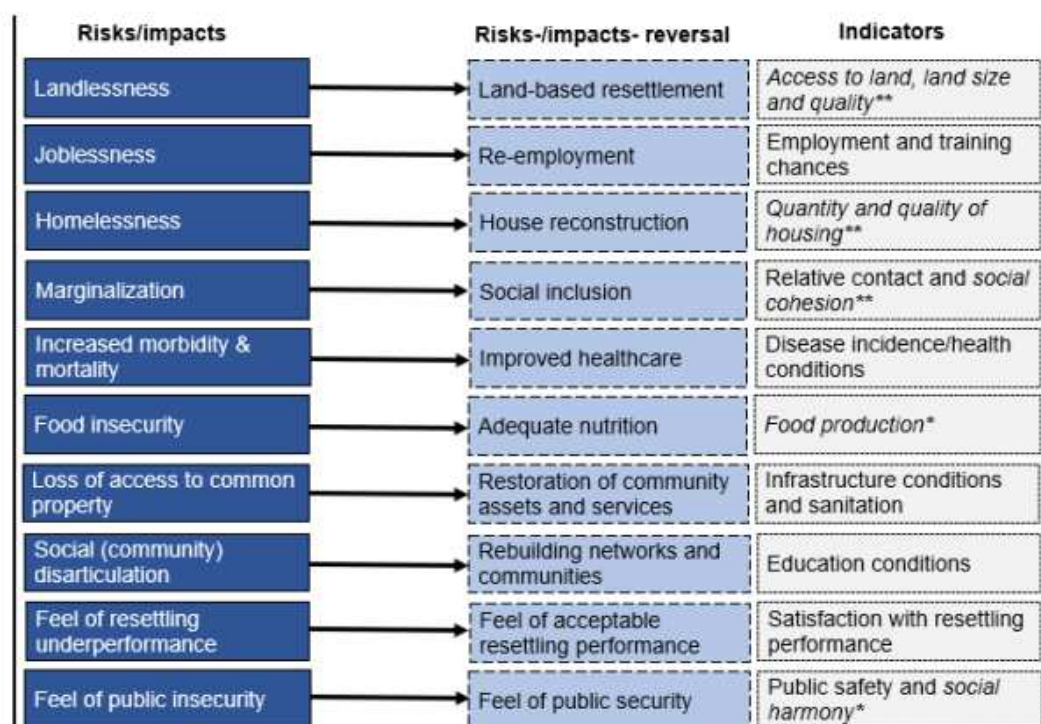 Risks/impacts
Risks-/impacts- reversal
Indicators
Landlessness
Land-based resettlement
Access to land, land size
and quality**
Joblessness
Re-employment
Employment and training
chances
Homelessness
House reconstruction
Quantity and quality of
housing**
Marginalization
Social inclusion
Relative contact and social
cohesion**
Increased morbidity &
mortality
Improved healthcare
Disease incidence/health
conditions
Food insecurity
Adequate nutrition
Food production*
Loss of access to common
property
Restoration of community
assets and services
Infrastructure conditions
and sanitation
Social (community)
disarticulation
Rebuilding networks and
communities
Education conditions
Feel of resettling
underperformance
Feel of acceptable
resettling performance
Satisfaction with resettling
performance
Feel of public insecurity
Feel of public security
Public safety and social
harmony*